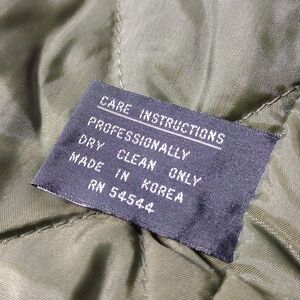 CARE INSTRUCTIONS
PROFESSIONALLY
DRY CLEAN ONLY
MADE IN KOREA
RN 54544